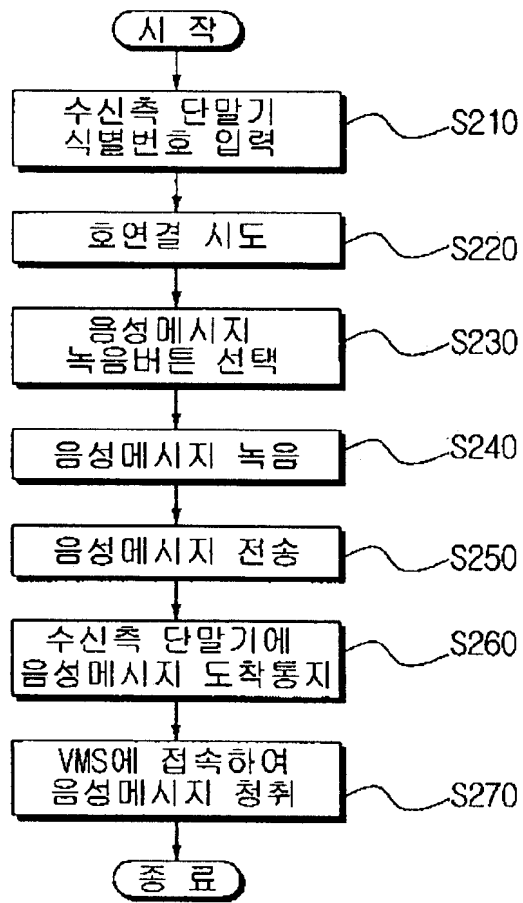 시 작
수신측 단말기
식별번호 입력
S210
호연결 시도
S220
음성메시지
녹음버튼 선택
S230
음성메시지 녹음
S240
음성메시지 전송
S250
수신측 단말기에
음성메시지 도착통지
S260
VMS에 접속하여
음성메시지 청취
S270
종 료